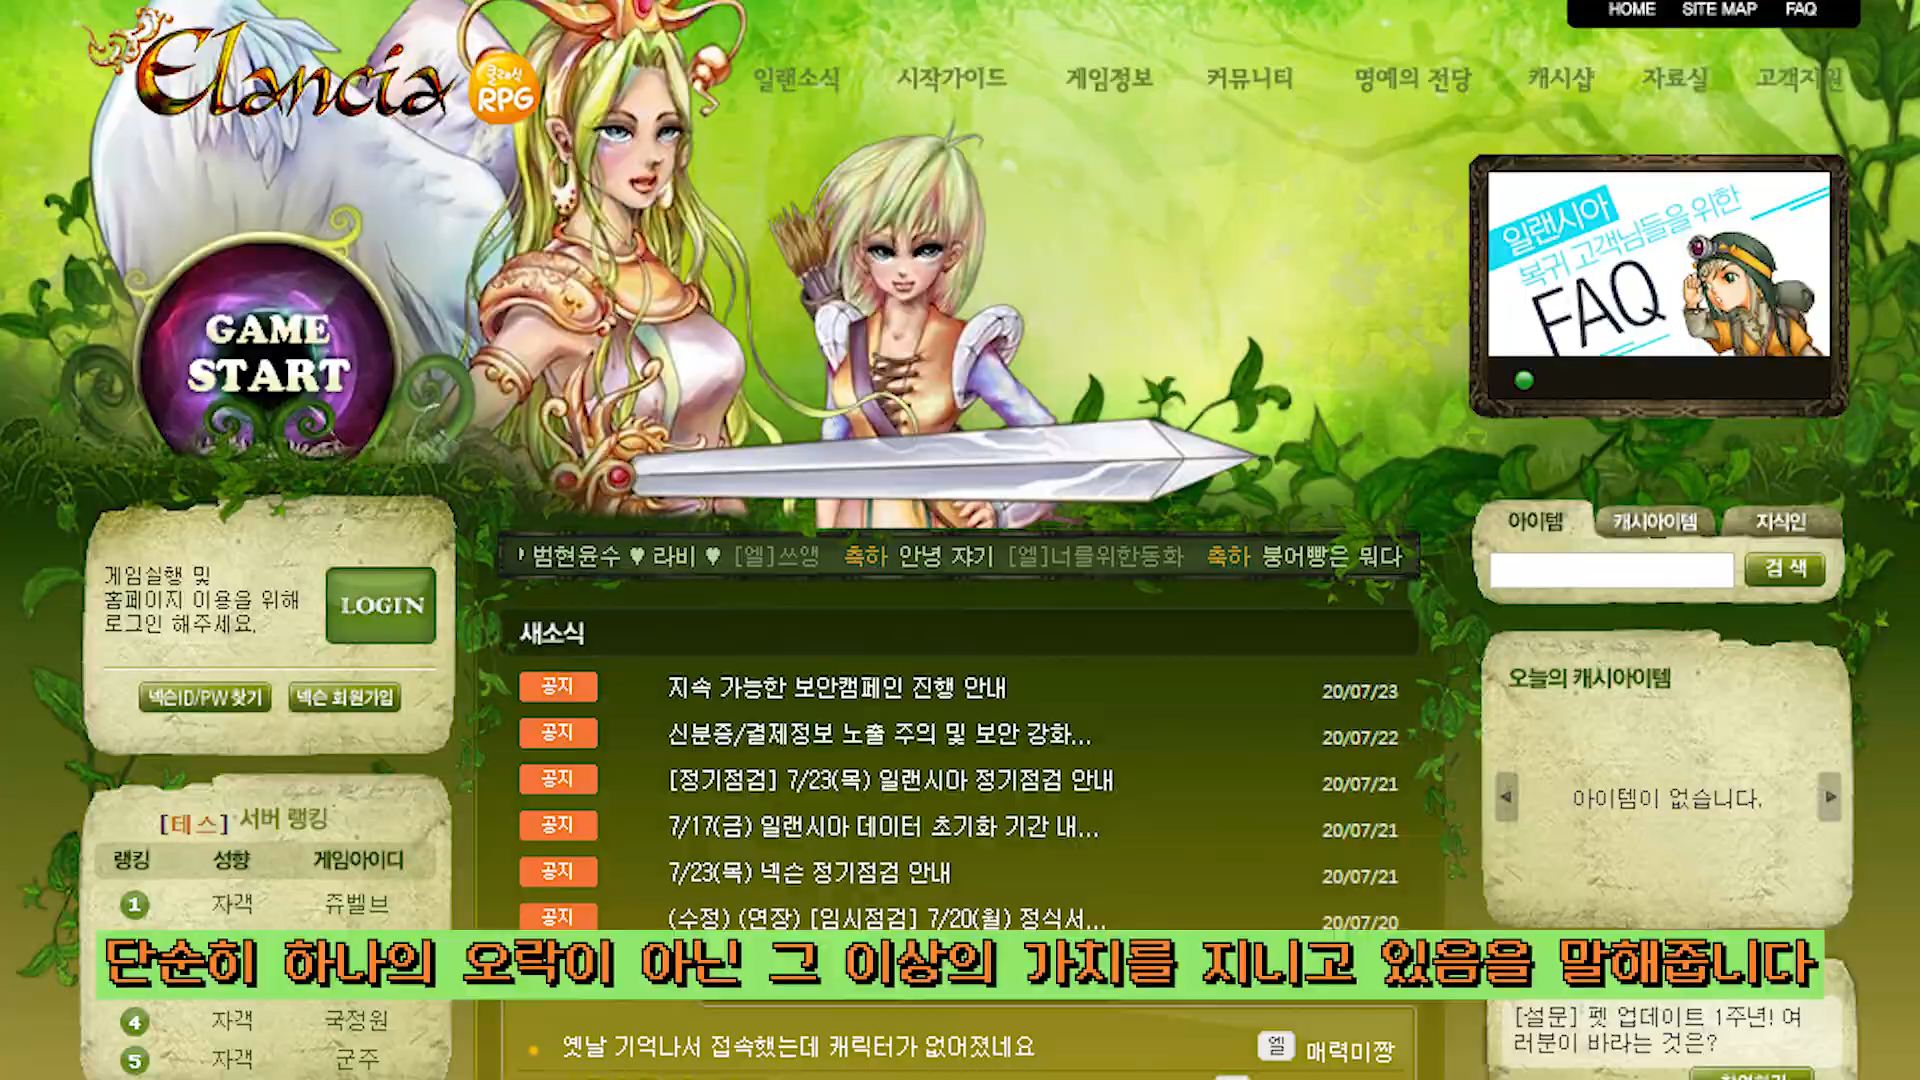 HOME SITE MAP FAQ
Elancia
클래식 RPG
일랜소식 시작가이드 게임정보 커뮤니티 명예의 전당 캐시샵 자료실 고객지원
일랜시아
복귀 고객님들을 위한
FAQ
GAME
START
아이템 캐시아이템 지식인
검색
범현윤수 ♥ 라비 ♥ [엘]쓰앵 축하 안녕 쟈기 [엘]너를위한동화 축하 붕어빵은 뭐다
게임실행 및
홈페이지 이용을 위해
로그인 해주세요.
LOGIN
넥슨ID/PW 찾기 넥슨 회원가입
새소식
공지 지속 가능한 보안캠페인 진행 안내 20/07/23
공지 신분증/결제정보 노출 주의 및 보안 강화... 20/07/22
공지 [정기점검] 7/23(목) 일랜시아 정기점검 안내 20/07/21
공지 7/17(금) 일랜시아 데이터 초기화 기간 내... 20/07/21
공지 7/23(목) 넥슨 정기점검 안내 20/07/21
공지 (수정) (연장) [임시점검] 7/20(월) 정식서... 20/07/20
오늘의 캐시아이템
아이템이 없습니다.
[테스] 서버 랭킹
랭킹 성향 게임아이디
1 자객 쥬벨브
단순히 하나의 오락이 아닌 그 이상의 가치를 지니고 있음을 말해줍니다
4 자객 국정원
5 자객 군주
옛날 기억나서 접속했는데 캐릭터가 없어졌네요 엘 매력미짱
[설문] 펫 업데이트 1주년! 여
러분이 바라는 것은?